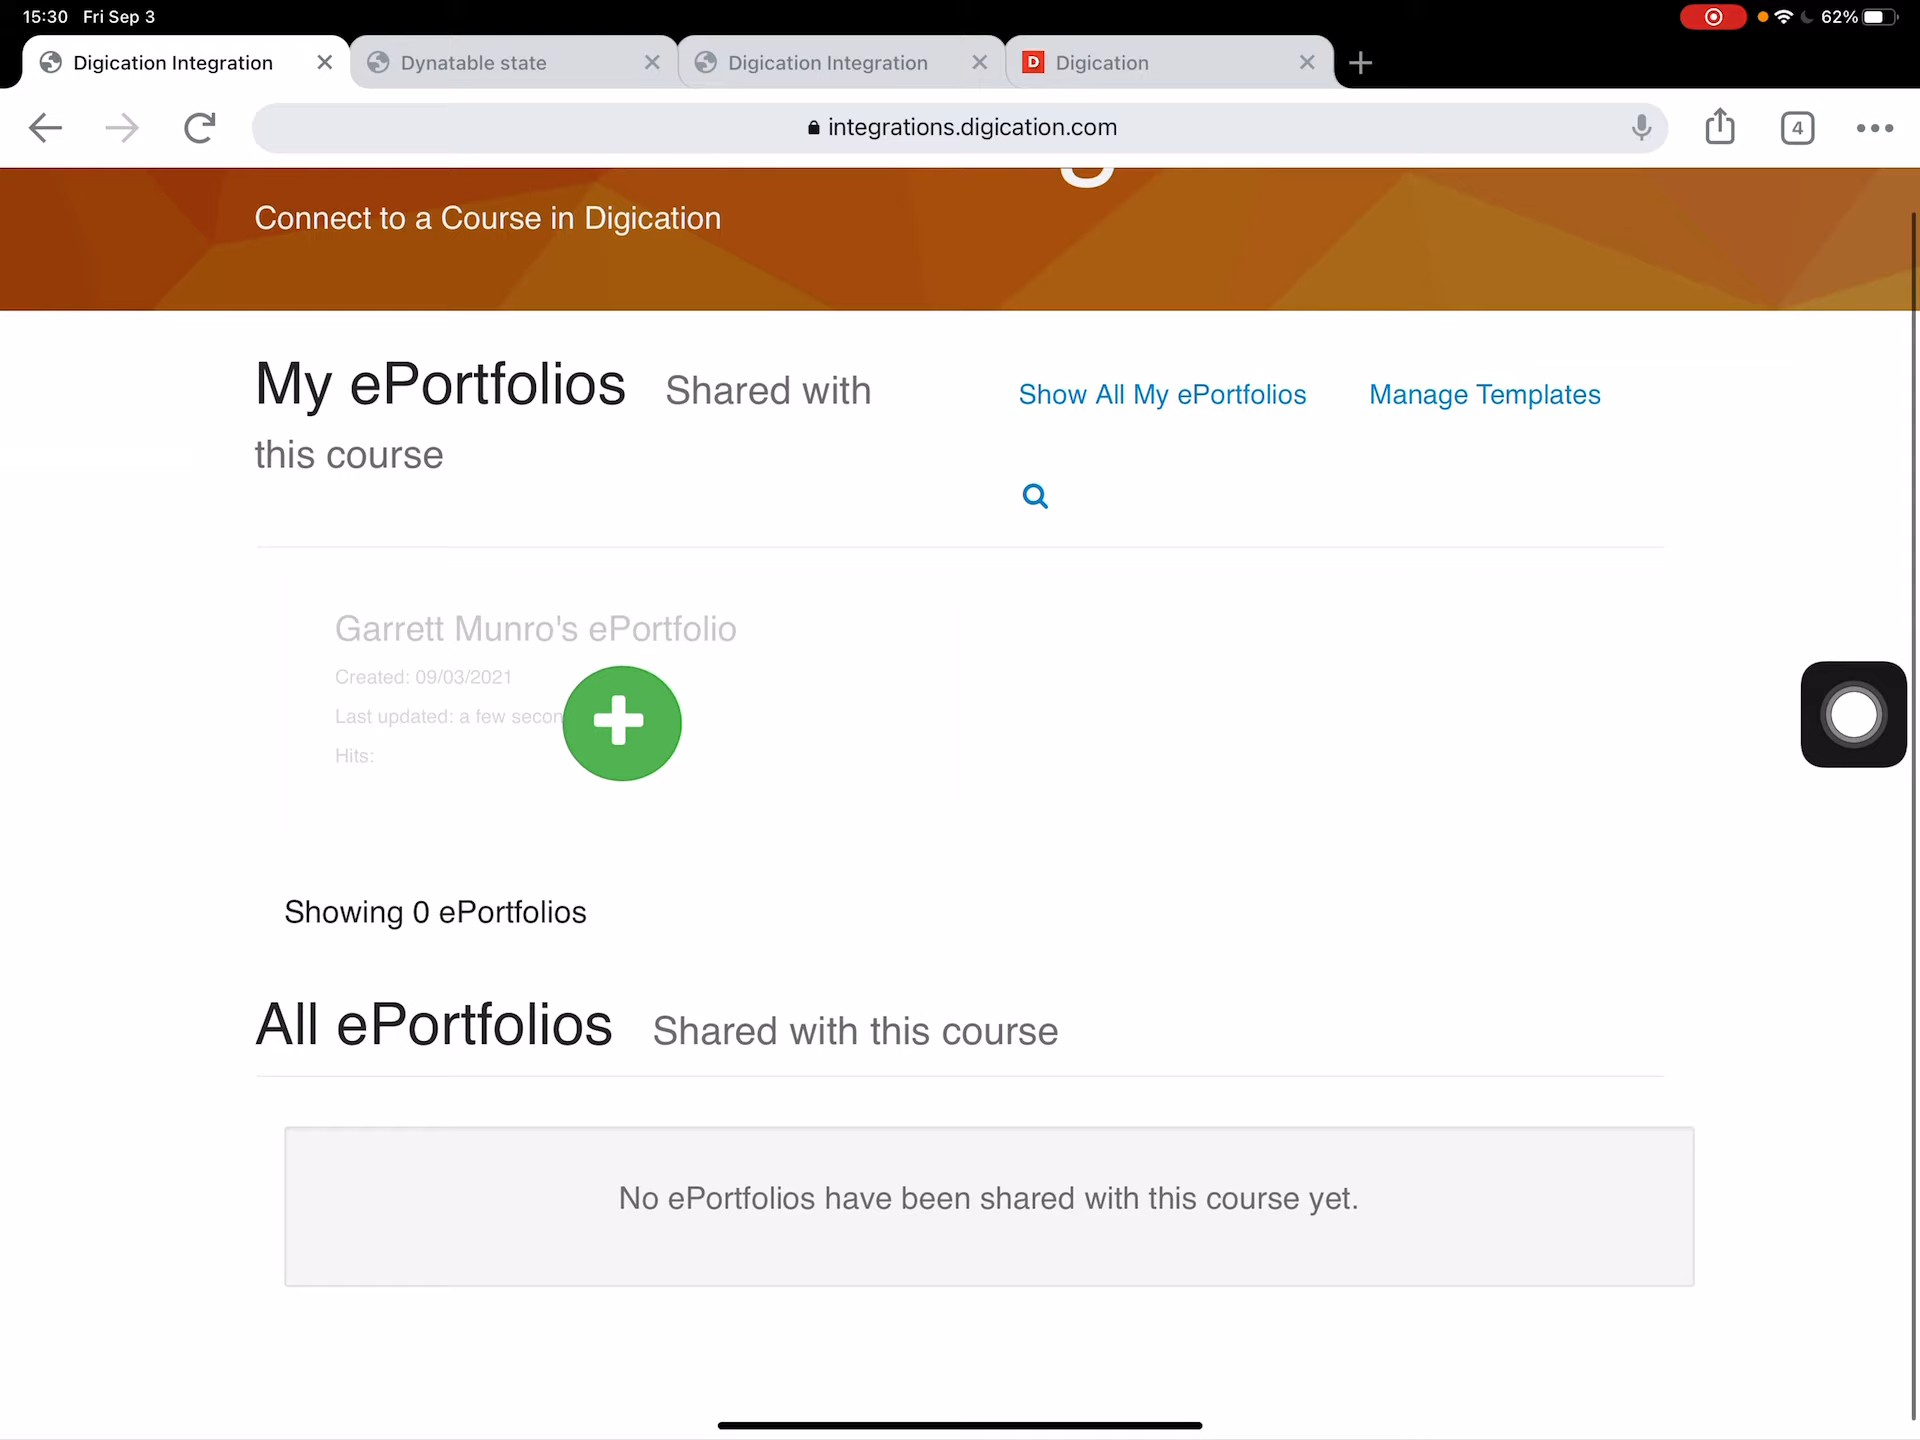 15:30 Fri Sep 3
62%
Digication Integration
Dynatable state
Digication Integration
D Digication
integrations.digication.com
4
Connect to a Course in Digication
My ePortfolios Shared with
this course
Show All My ePortfolios
Manage Templates
Garrett Munro's ePortfolio
Created: 09/03/2021
Last updated: a few secon
Hits:
Showing 0 ePortfolios
All ePortfolios Shared with this course
No ePortfolios have been shared with this course yet.